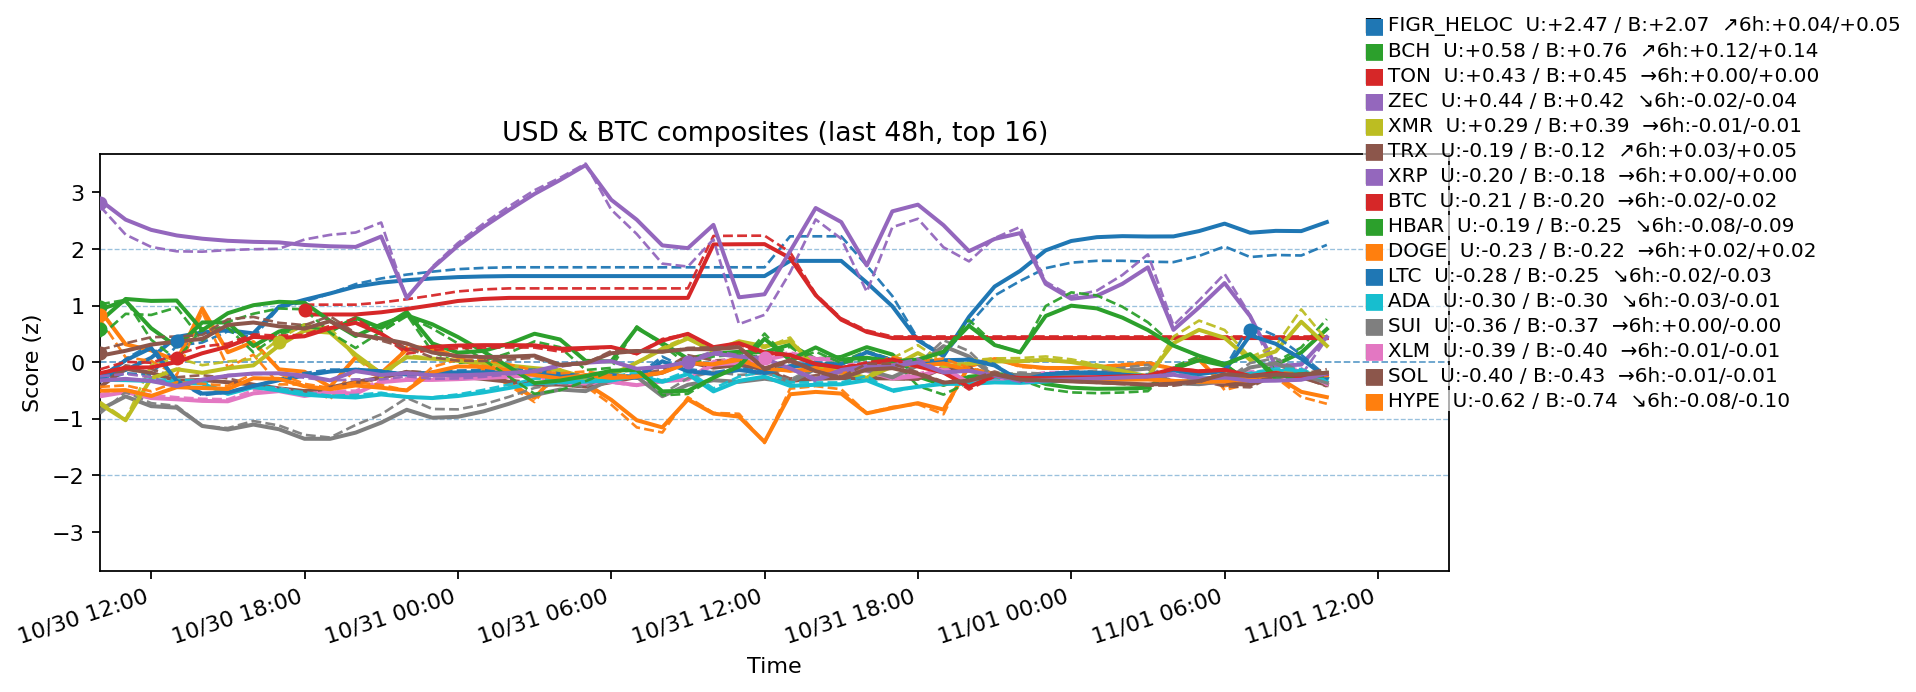 FIGR_HELOC U:+2.47 / B:+2.07 ↗6h:+0.04/+0.05
BCH U:+0.58 / B:+0.76 ↗6h:+0.12/+0.14
TON U:+0.43 / B:+0.45 →6h:+0.00/+0.00
ZEC U:+0.44 / B:+0.42 ↘6h:-0.02/-0.04
XMR U:+0.29 / B:+0.39 →6h:-0.01/-0.01
TRX U:-0.19 / B:-0.12 ↗6h:+0.03/+0.05
XRP U:-0.20 / B:-0.18 →6h:+0.00/+0.00
BTC U:-0.21 / B:-0.20 →6h:-0.02/-0.02
HBAR U:-0.19 / B:-0.25 ↘6h:-0.08/-0.09
DOGE U:-0.23 / B:-0.22 →6h:+0.02/+0.02
LTC U:-0.28 / B:-0.25 ↘6h:-0.02/-0.03
ADA U:-0.30 / B:-0.30 ↘6h:-0.03/-0.01
SUI U:-0.36 / B:-0.37 →6h:+0.00/-0.00
XLM U:-0.39 / B:-0.40 →6h:-0.01/-0.01
SOL U:-0.40 / B:-0.43 →6h:-0.01/-0.01
HYPE U:-0.62 / B:-0.74 ↘6h:-0.08/-0.10
USD & BTC composites (last 48h, top 16)
Score (z)
3
2
1
0
−1
−2
−3
10/30 12:00
10/30 18:00
10/31 00:00
10/31 06:00
10/31 12:00
10/31 18:00
11/01 00:00
11/01 06:00
11/01 12:00
Time